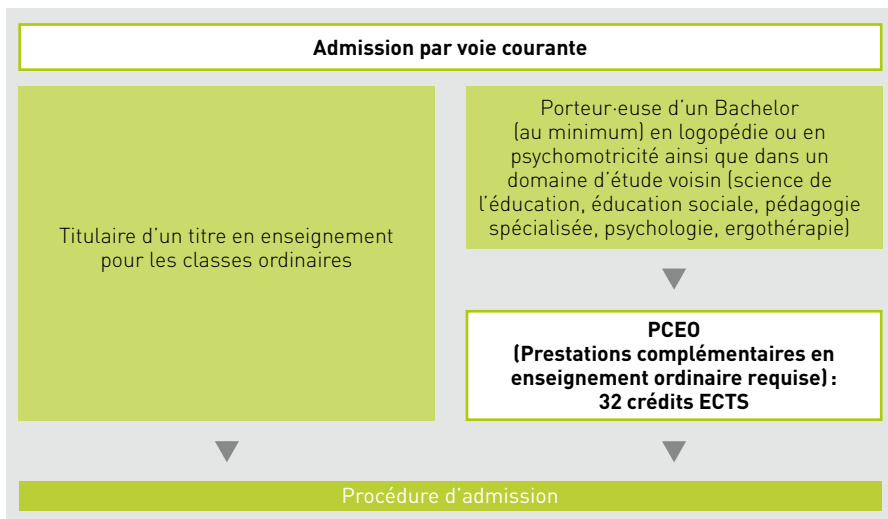 Admission par voie courante
Titulaire d'un titre en enseignement
pour les classes ordinaires
Porteur·euse d'un Bachelor
(au minimum) en logopédie ou en
psychomotricité ainsi que dans un
domaine d'étude voisin (science de
l'éducation, éducation sociale, pédagogie
spécialisée, psychologie, ergothérapie)
PCEO
(Prestations complémentaires en
enseignement ordinaire requise) :
32 crédits ECTS
Procédure d'admission